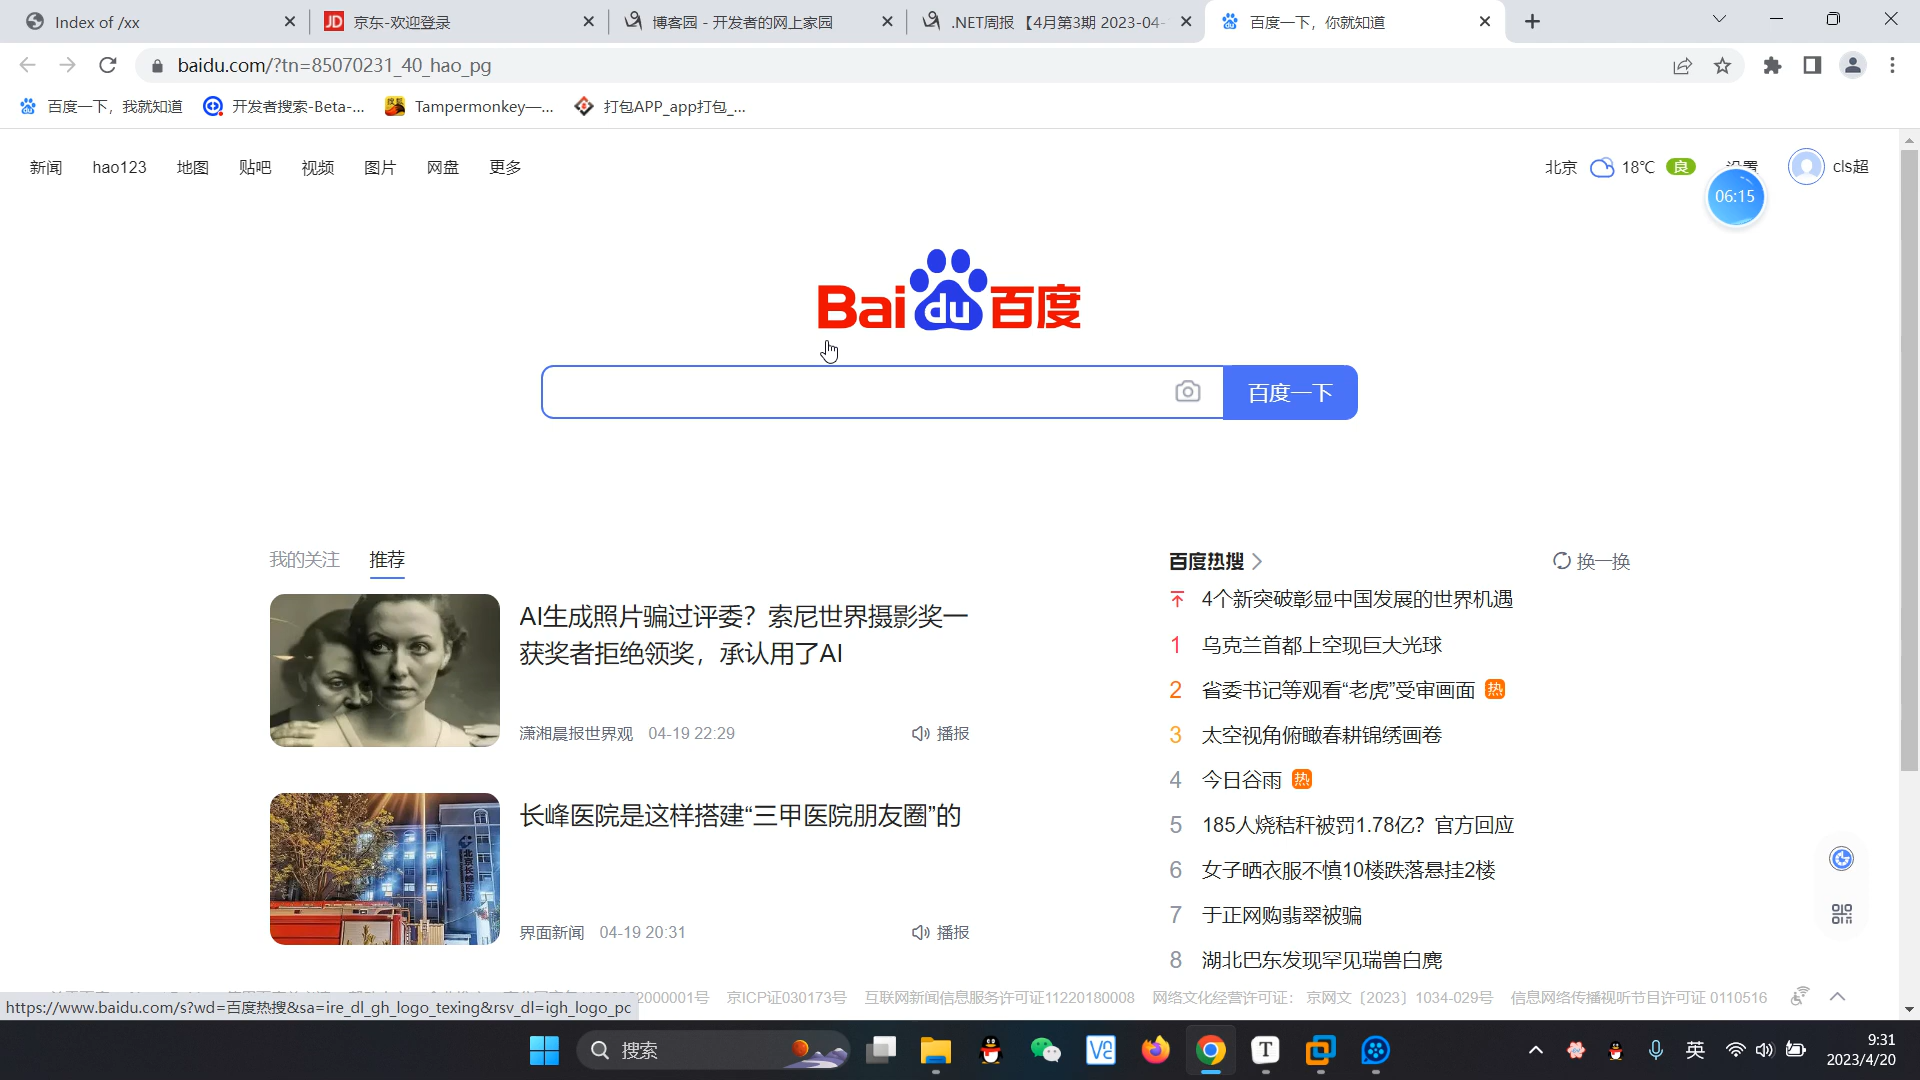 Index of /xx
京东-欢迎登录
博客园 - 开发者的网上家园
.NET周报 【4月第3期 2023-04-
百度一下，你就知道
baidu.com/?tn=85070231_40_hao_pg
百度一下，我就知道
开发者搜索-Beta-...
Tampermonkey—...
打包APP_app打包_...
新闻 hao123 地图 贴吧 视频 图片 网盘 更多
北京 18℃ 良 设置 cls超
06:15
Bai du 百度
百度一下
我的关注 推荐
AI生成照片骗过评委？索尼世界摄影奖一
获奖者拒绝领奖，承认用了AI
潇湘晨报世界观 04-19 22:29 播报
北京长峰医院
长峰医院是这样搭建“三甲医院朋友圈”的
界面新闻 04-19 20:31 播报
百度热搜 换一换
4个新突破彰显中国发展的世界机遇
1 乌克兰首都上空现巨大光球
2 省委书记等观看“老虎”受审画面 热
3 太空视角俯瞰春耕锦绣画卷
4 今日谷雨 热
5 185人烧秸秆被罚1.78亿？官方回应
6 女子晒衣服不慎10楼跌落悬挂2楼
7 于正网购翡翠被骗
8 湖北巴东发现罕见瑞兽白麂
2000001号 京ICP证030173号 互联网新闻信息服务许可证11220180008 网络文化经营许可证： 京网文〔2023〕1034-029号 信息网络传播视听节目许可证 0110516
https://www.baidu.com/s?wd=百度热搜&sa=ire_dl_gh_logo_texing&rsv_dl=igh_logo_pc
搜索
英
9:31
2023/4/20